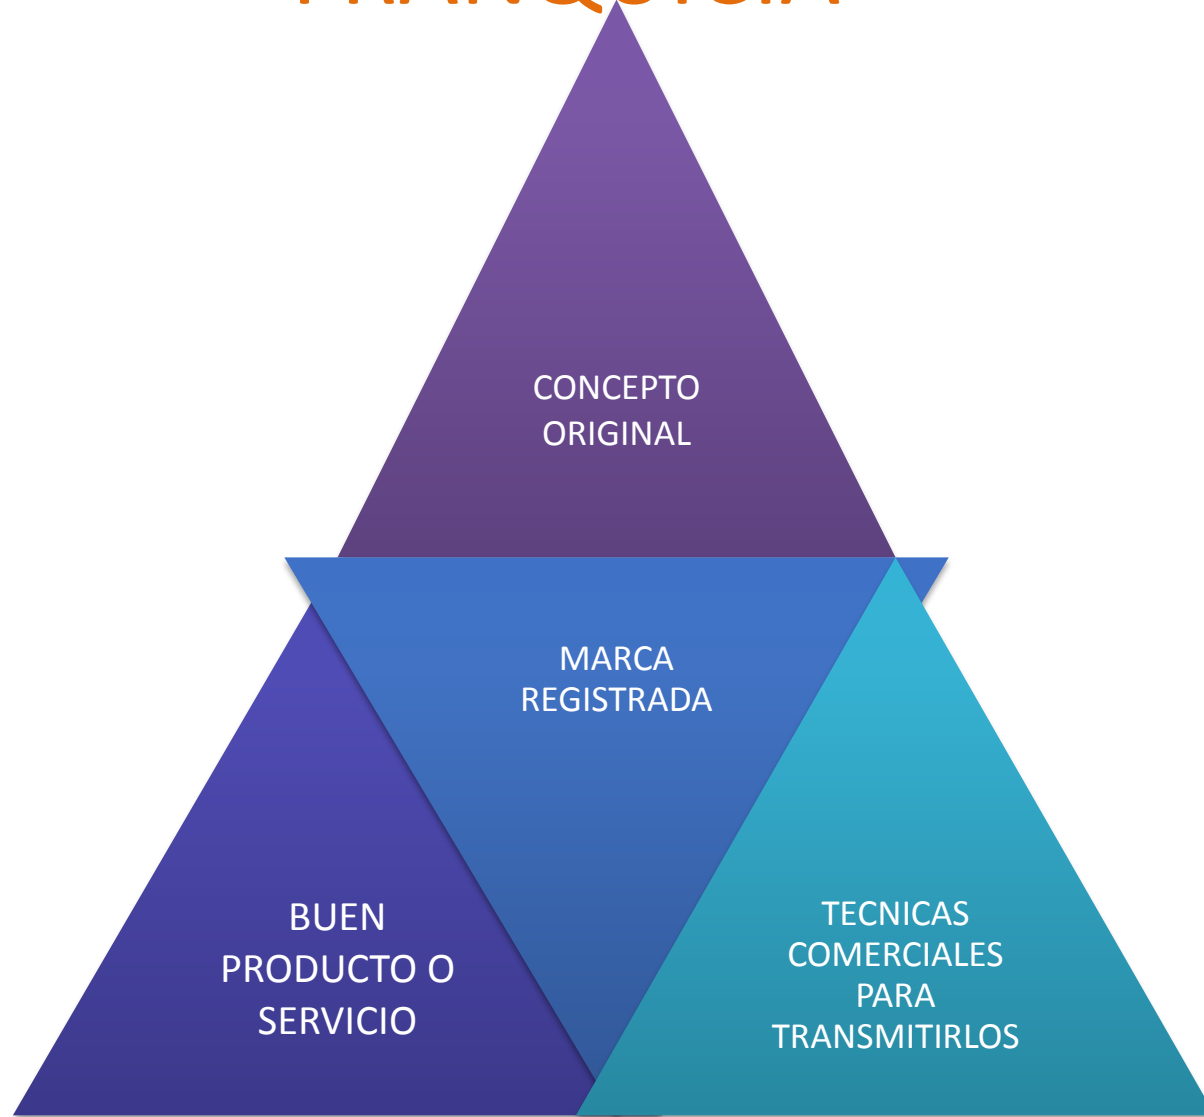 CONCEPTO
ORIGINAL
MARCA
REGISTRADA
BUEN
PRODUCTO O
SERVICIO
TECNICAS
COMERCIALES
PARA
TRANSMITIRLOS